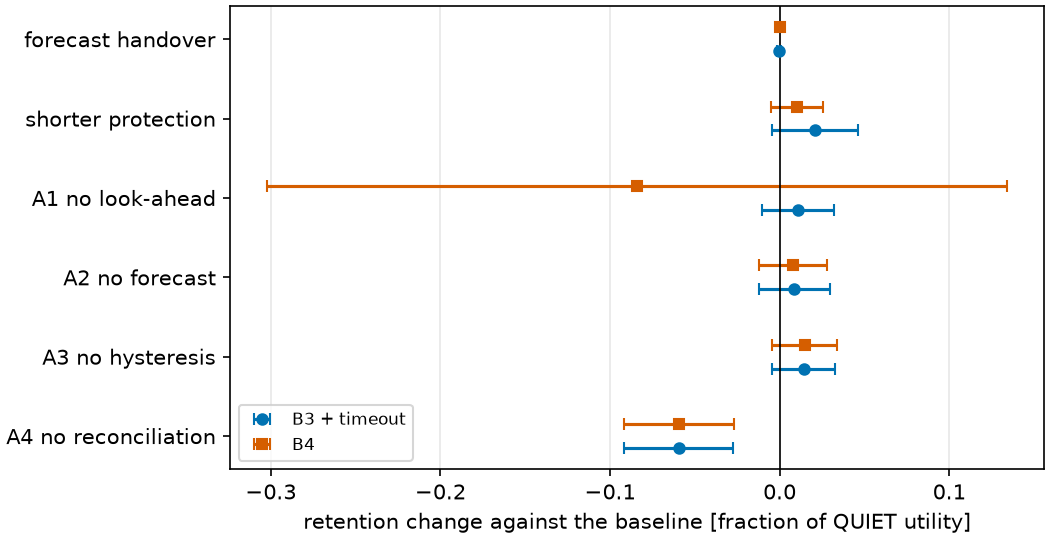 forecast handover
shorter protection
A1 no look-ahead
A2 no forecast
A3 no hysteresis
A4 no reconciliation
B3 + timeout
B4
−0.3 −0.2 −0.1 0.0 0.1
retention change against the baseline [fraction of QUIET utility]